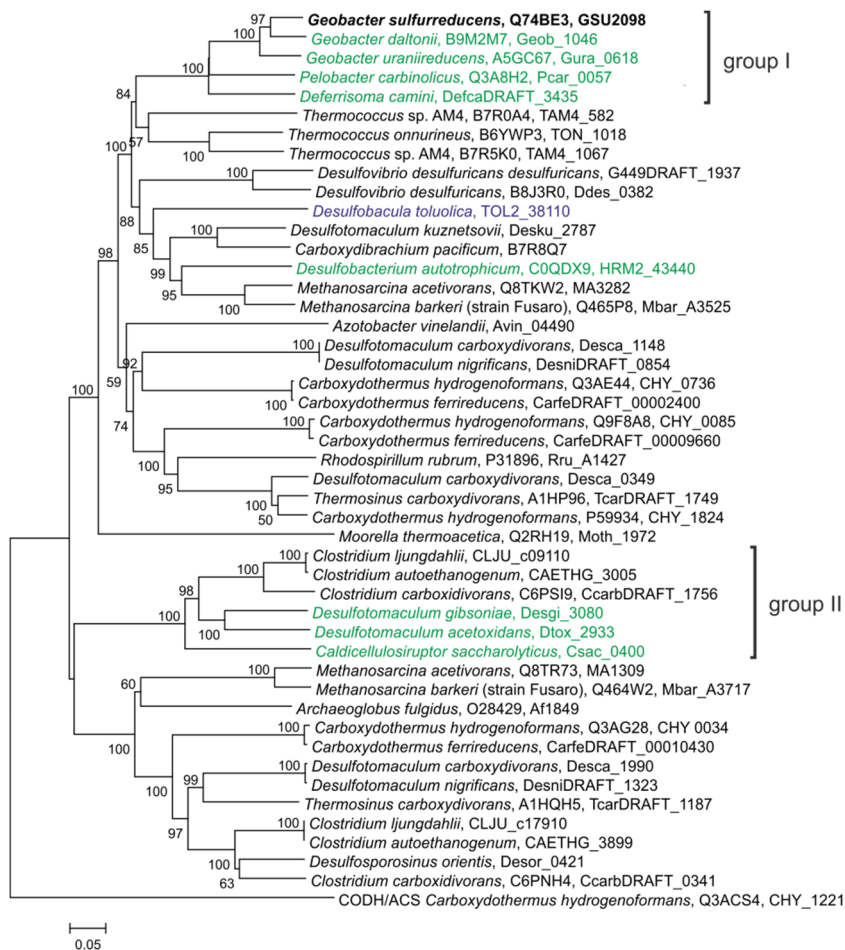 97
Geobacter sulfurreducens, Q74BE3, GSU2098
100
Geobacter daltonii, B9M2M7, Geob_1046
Geobacter uraniireducens, A5GC67, Gura_0618
group I
100
Pelobacter carbinolicus, Q3A8H2, Pcar_0057
84
Deferrisoma camini, DefcaDRAFT_3435
Thermococcus sp. AM4, B7R0A4, TAM4_582
57
Thermococcus onnurineus, B6YWP3, TON_1018
100
100
Thermococcus sp. AM4, B7R5K0, TAM4_1067
100
Desulfovibrio desulfuricans desulfuricans, G449DRAFT_1937
Desulfovibrio desulfuricans, B8J3R0, Ddes_0382
88
Desulfobacula toluolica, TOL2_38110
100
Desulfotomaculum kuznetsovii, Desku_2787
85
Carboxydibrachium pacificum, B7R8Q7
98
99
Desulfobacterium autotrophicum, C0QDX9, HRM2_43440
95
Methanosarcina acetivorans, Q8TKW2, MA3282
100
Methanosarcina barkeri (strain Fusaro), Q465P8, Mbar_A3525
Azotobacter vinelandii, Avin_04490
100
Desulfotomaculum carboxydivorans, Desca_1148
92
Desulfotomaculum nigrificans, DesniDRAFT_0854
59
Carboxydothermus hydrogenoformans, Q3AE44, CHY_0736
100
100
Carboxydothermus ferrireducens, CarfeDRAFT_00002400
74
100
Carboxydothermus hydrogenoformans, Q9F8A8, CHY_0085
Carboxydothermus ferrireducens, CarfeDRAFT_00009660
100
Rhodospirillum rubrum, P31896, Rru_A1427
95
Desulfotomaculum carboxydivorans, Desca_0349
100
Thermosinus carboxydivorans, A1HP96, TcarDRAFT_1749
50
Carboxydothermus hydrogenoformans, P59934, CHY_1824
Moorella thermoacetica, Q2RH19, Moth_1972
100
Clostridium ljungdahlii, CLJU_c09110
100
Clostridium autoethanogenum, CAETHG_3005
98
Clostridium carboxidivorans, C6PSI9, CcarbDRAFT_1756
group II
100
Desulfotomaculum gibsoniae, Desgi_3080
100
Desulfotomaculum acetoxidans, Dtox_2933
Caldicellulosiruptor saccharolyticus, Csac_0400
100
Methanosarcina acetivorans, Q8TR73, MA1309
60
Methanosarcina barkeri (strain Fusaro), Q464W2, Mbar_A3717
Archaeoglobus fulgidus, O28429, Af1849
100
100
Carboxydothermus hydrogenoformans, Q3AG28, CHY 0034
Carboxydothermus ferrireducens, CarfeDRAFT_00010430
100
Desulfotomaculum carboxydivorans, Desca_1990
100
99
Desulfotomaculum nigrificans, DesniDRAFT_1323
Thermosinus carboxydivorans, A1HQH5, TcarDRAFT_1187
97
100
Clostridium ljungdahlii, CLJU_c17910
Clostridium autoethanogenum, CAETHG_3899
100
Desulfosporosinus orientis, Desor_0421
63
Clostridium carboxidivorans, C6PNH4, CcarbDRAFT_0341
CODH/ACS Carboxydothermus hydrogenoformans, Q3ACS4, CHY_1221
0.05